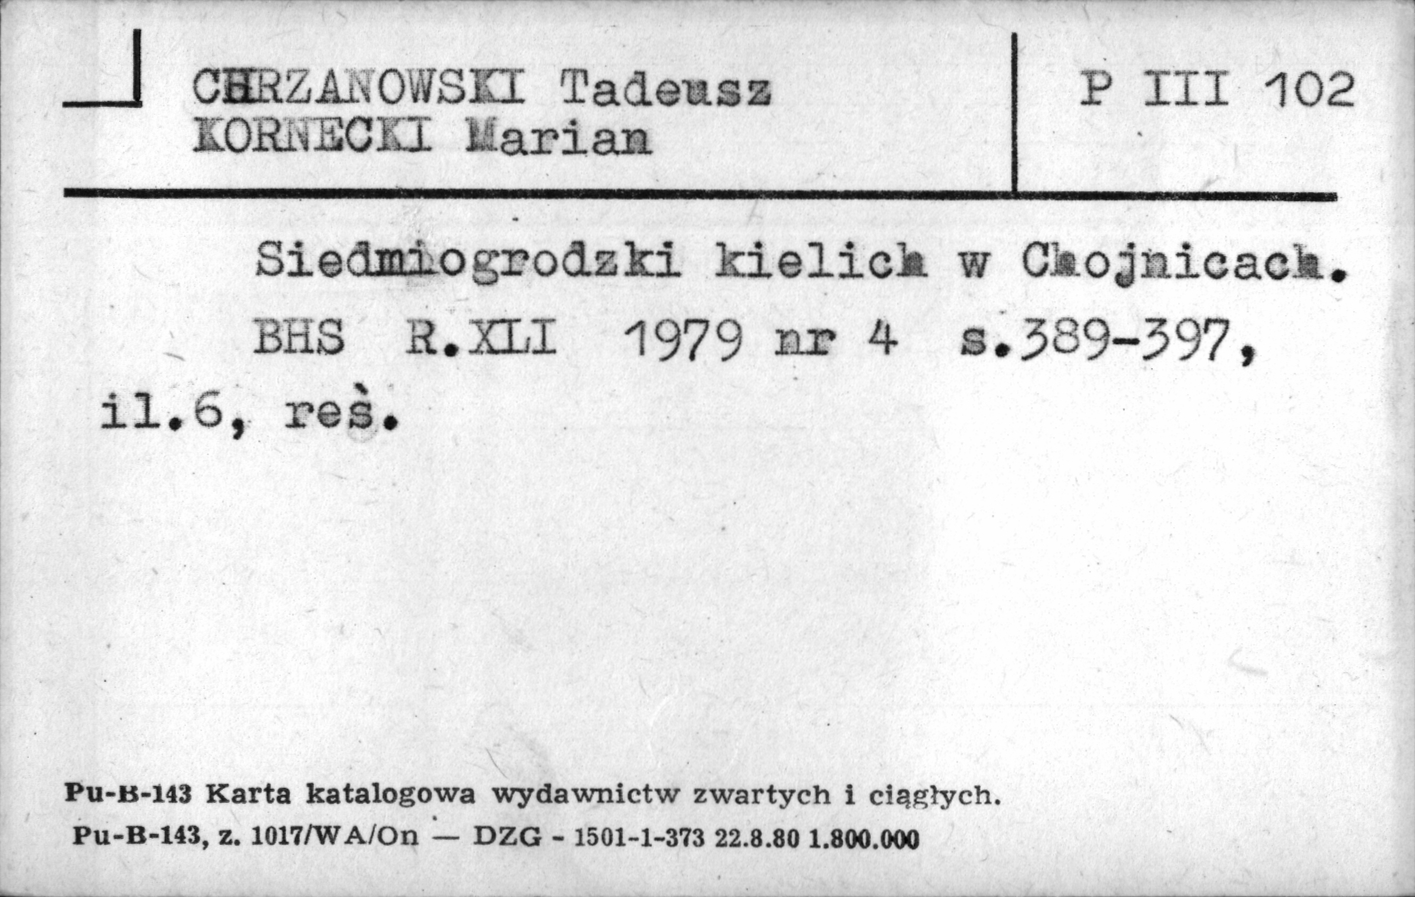 CHRZANOWSKI Tadeusz
KORNECKI Marian
P III 102
Siedmiogrodzki kielich w Chojnicach.
BHS R.XLI 1979 nr 4 s.389-397,
il.6, reṡ.
Pu-B-143 Karta katalogowa wydawnictw zwartych i ciągłych.
Pu-B-143, z. 1017/WA/On — DZG - 1501-1-373 22.8.80 1.800.000